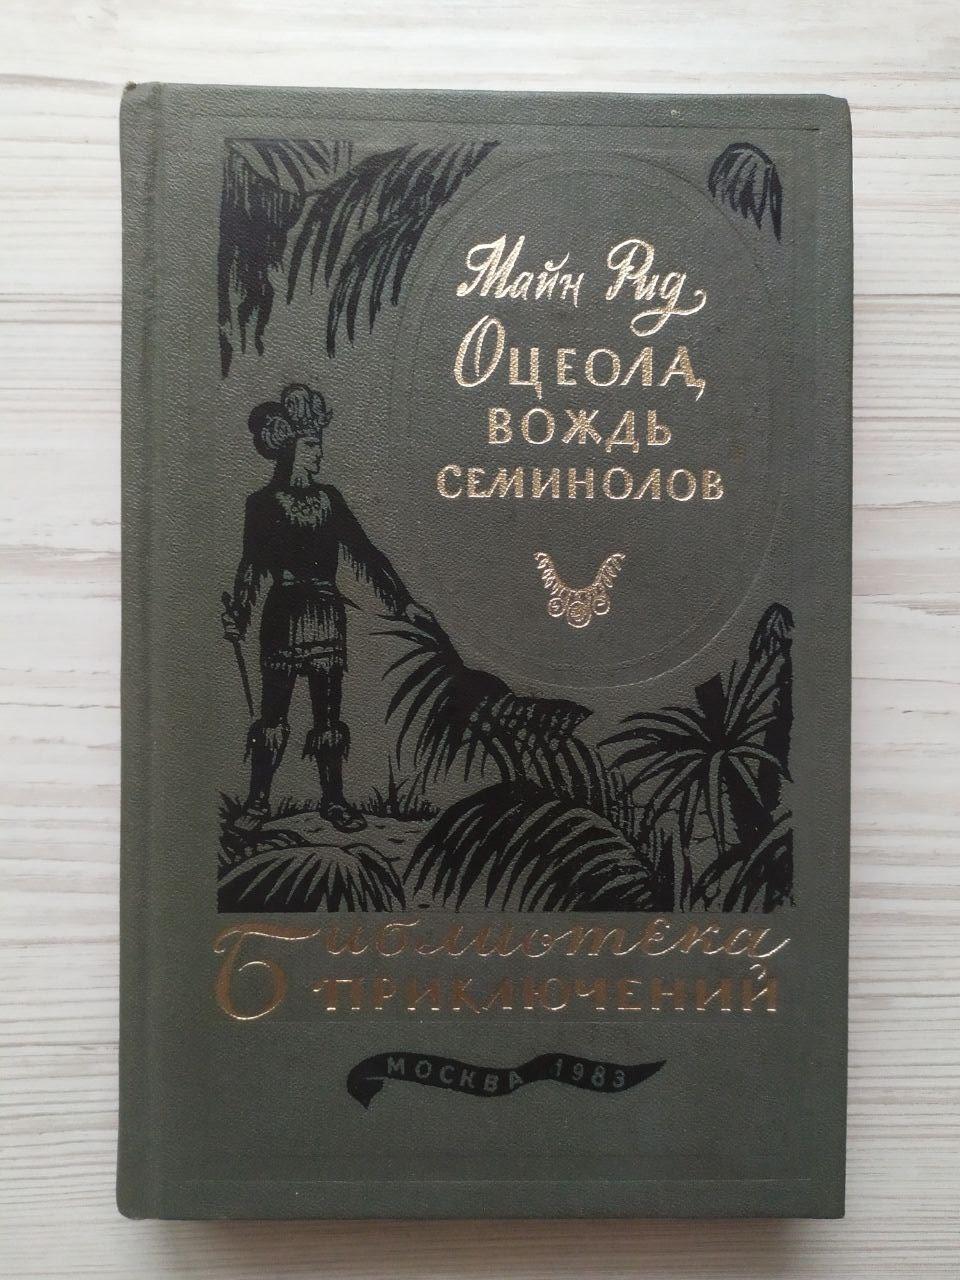 Майн Рид
Оцеола,
вождь
семинолов
Библиотека
приключений
Москва 1983